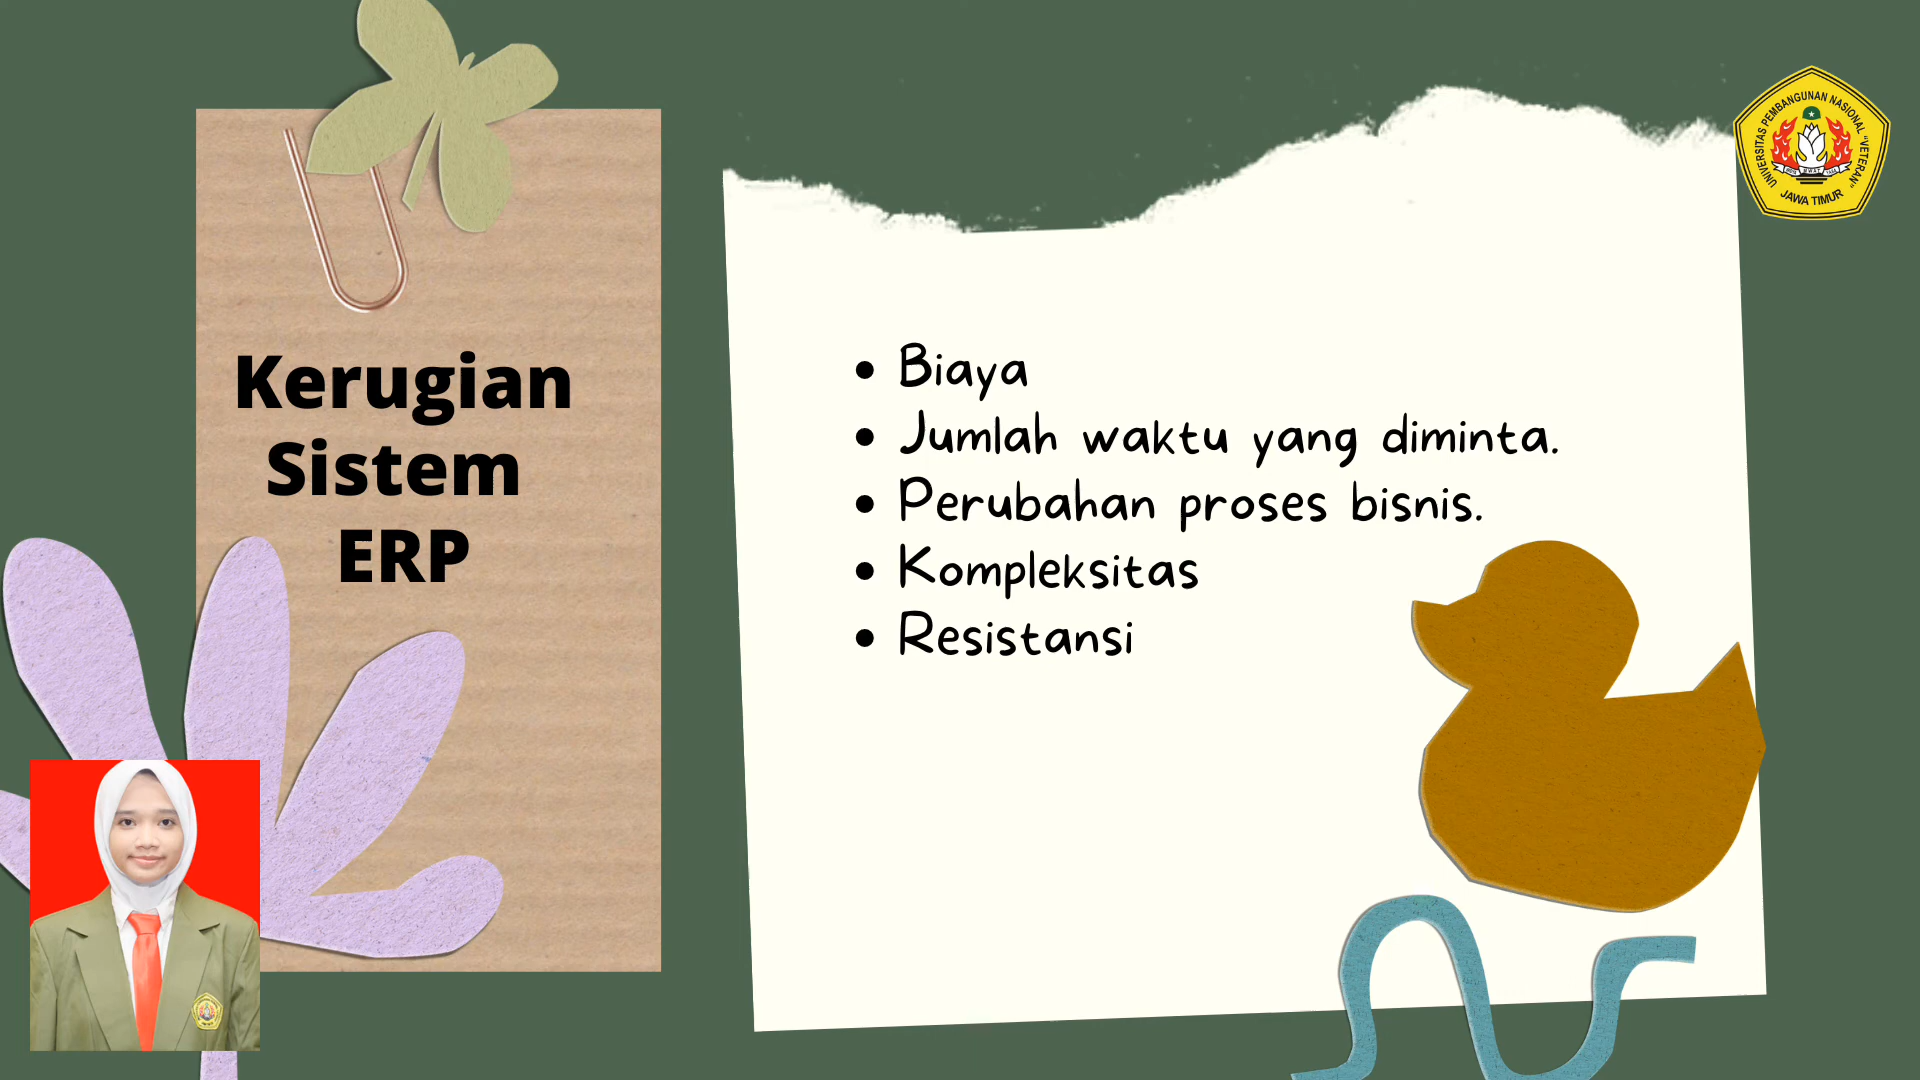 Kerugian
Sistem
ERP
• Biaya
• Jumlah waktu yang diminta.
• Perubahan proses bisnis.
• Kompleksitas
• Resistansi
UNIVERSITAS PEMBANGUNAN NASIONAL "VETERAN"
JAWA TIMUR